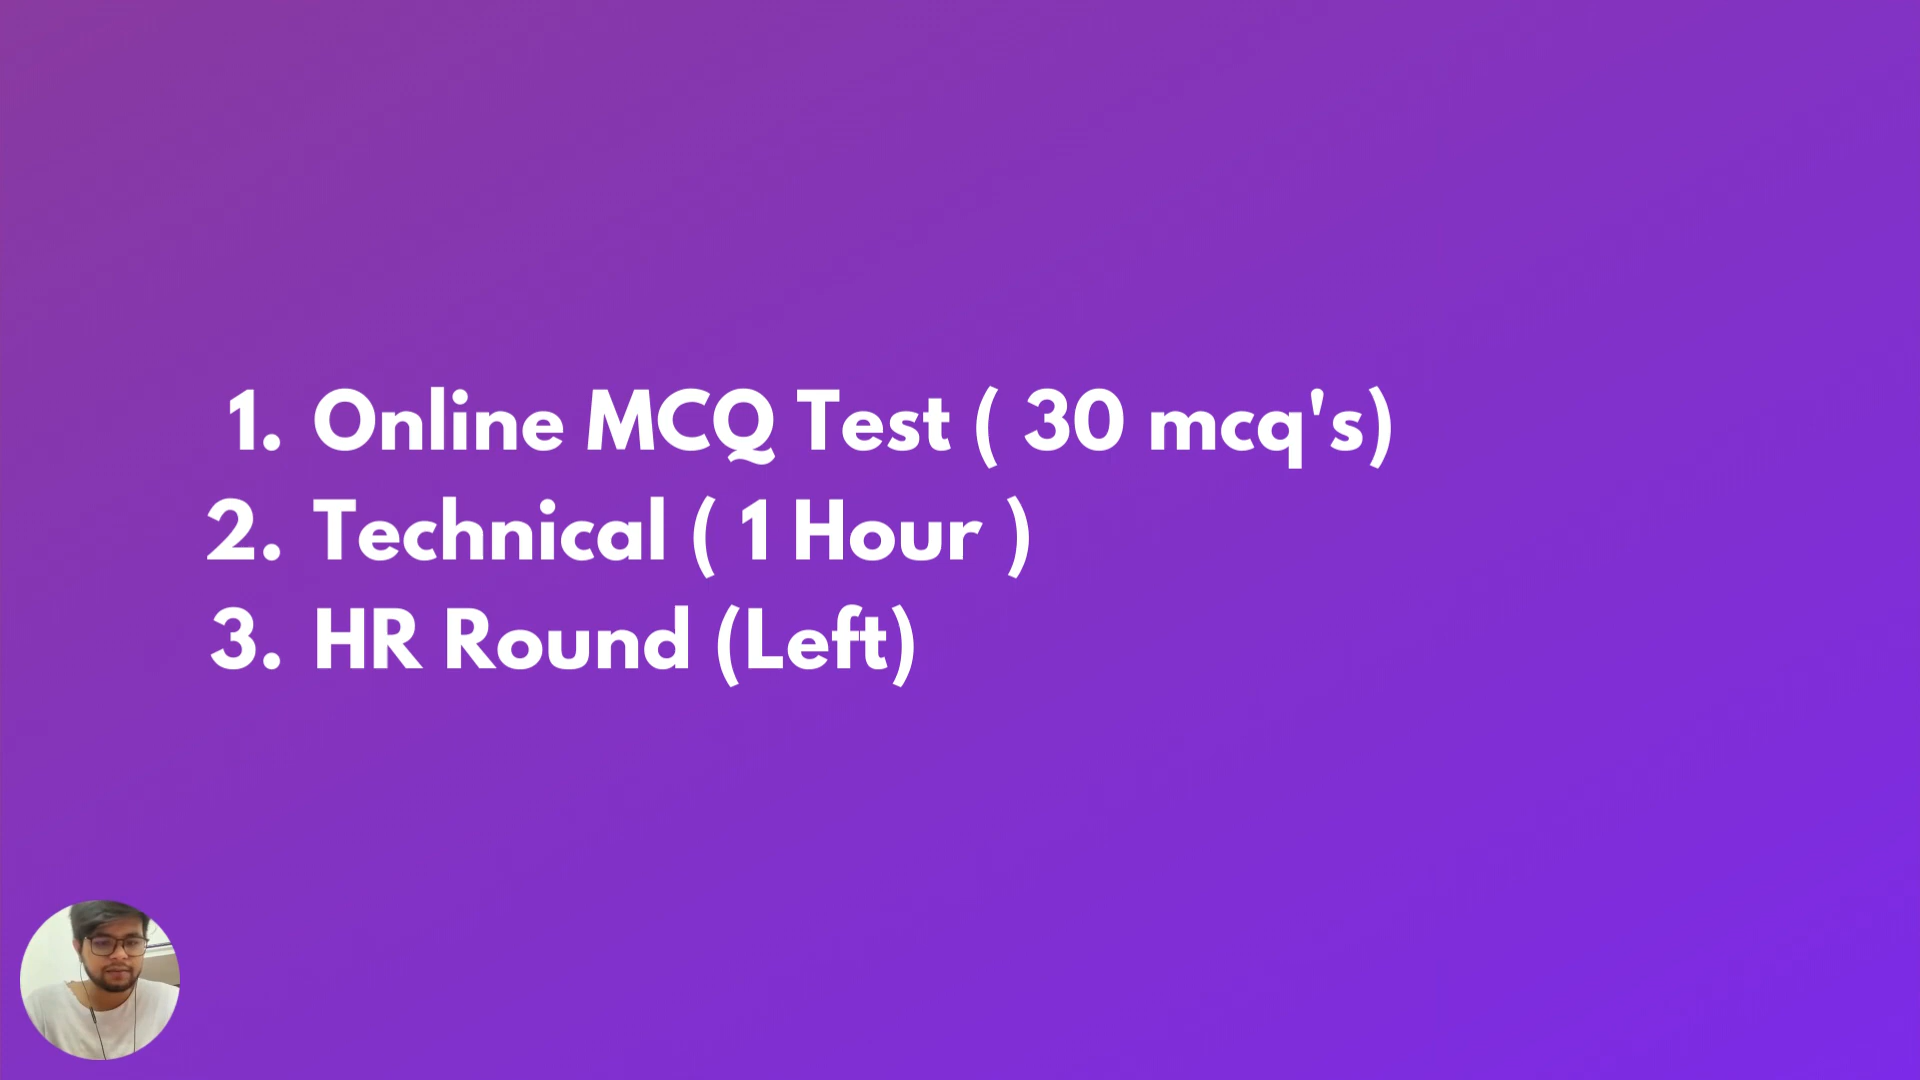 1. Online MCQ Test ( 30 mcq's)
2. Technical ( 1 Hour )
3. HR Round (Left)